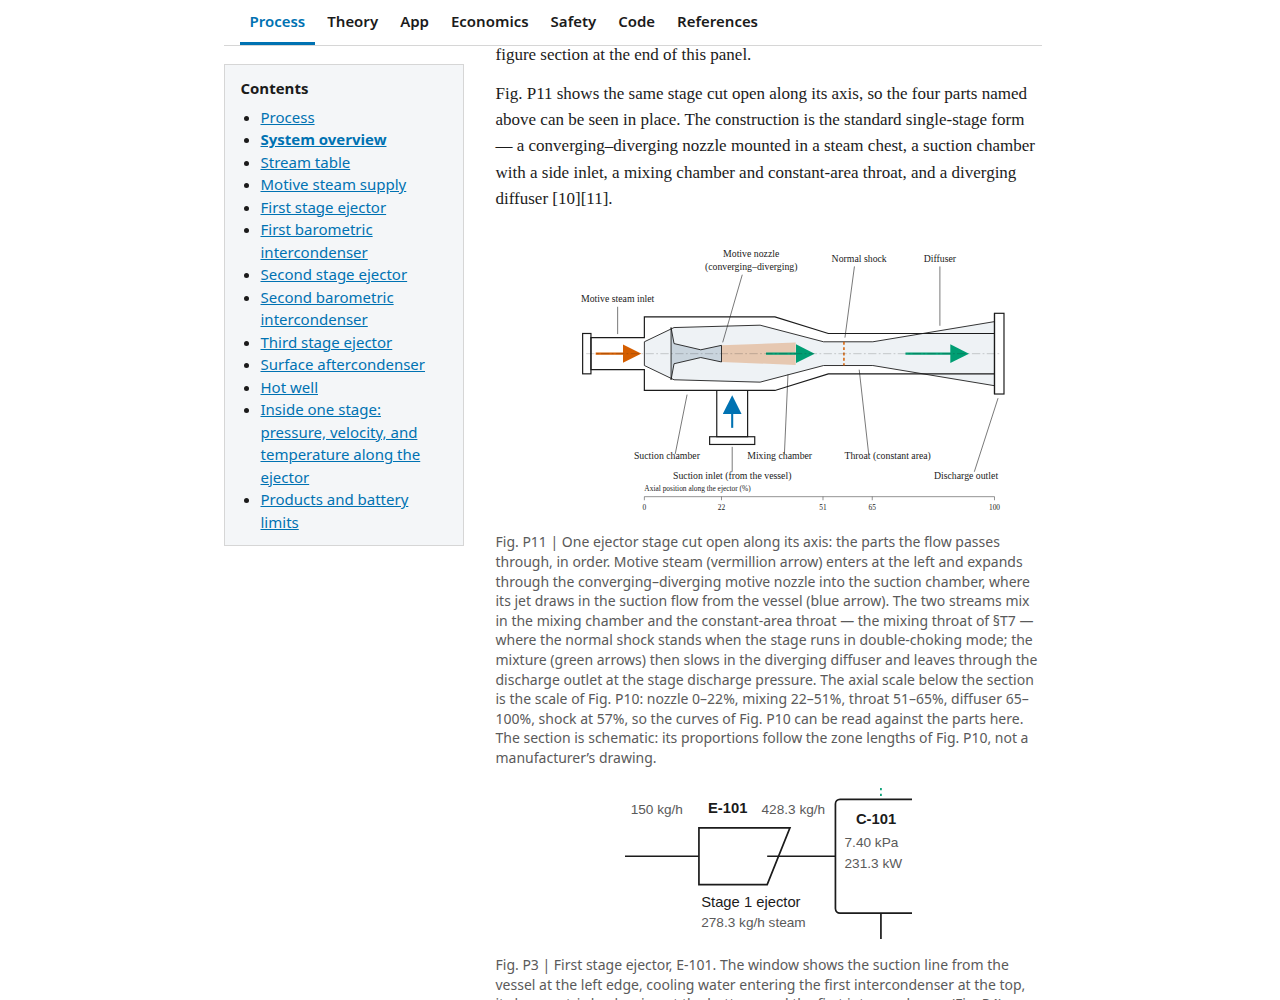 Process Theory App Economics Safety Code References
Contents
Process
System overview
Stream table
Motive steam supply
First stage ejector
First barometric
intercondenser
Second stage ejector
Second barometric
intercondenser
Third stage ejector
Surface aftercondenser
Hot well
Inside one stage:
pressure, velocity, and
temperature along the
ejector
Products and battery
limits
figure section at the end of this panel.
Fig. P11 shows the same stage cut open along its axis, so the four parts named
above can be seen in place. The construction is the standard single-stage form
— a converging–diverging nozzle mounted in a steam chest, a suction chamber
with a side inlet, a mixing chamber and constant-area throat, and a diverging
diffuser [10][11].
Motive nozzle
(converging–diverging)
Normal shock
Diffuser
Motive steam inlet
Suction chamber
Mixing chamber
Throat (constant area)
Suction inlet (from the vessel)
Discharge outlet
Axial position along the ejector (%)
0 22 51 65 100
Fig. P11 | One ejector stage cut open along its axis: the parts the flow passes
through, in order. Motive steam (vermillion arrow) enters at the left and expands
through the converging–diverging motive nozzle into the suction chamber, where
its jet draws in the suction flow from the vessel (blue arrow). The two streams mix
in the mixing chamber and the constant-area throat — the mixing throat of §T7 —
where the normal shock stands when the stage runs in double-choking mode; the
mixture (green arrows) then slows in the diverging diffuser and leaves through the
discharge outlet at the stage discharge pressure. The axial scale below the section
is the scale of Fig. P10: nozzle 0–22%, mixing 22–51%, throat 51–65%, diffuser 65–
100%, shock at 57%, so the curves of Fig. P10 can be read against the parts here.
The section is schematic: its proportions follow the zone lengths of Fig. P10, not a
manufacturer's drawing.
150 kg/h E-101 428.3 kg/h
C-101
7.40 kPa
231.3 kW
Stage 1 ejector
278.3 kg/h steam
Fig. P3 | First stage ejector, E-101. The window shows the suction line from the
vessel at the left edge, cooling water entering the first intercondenser at the top,